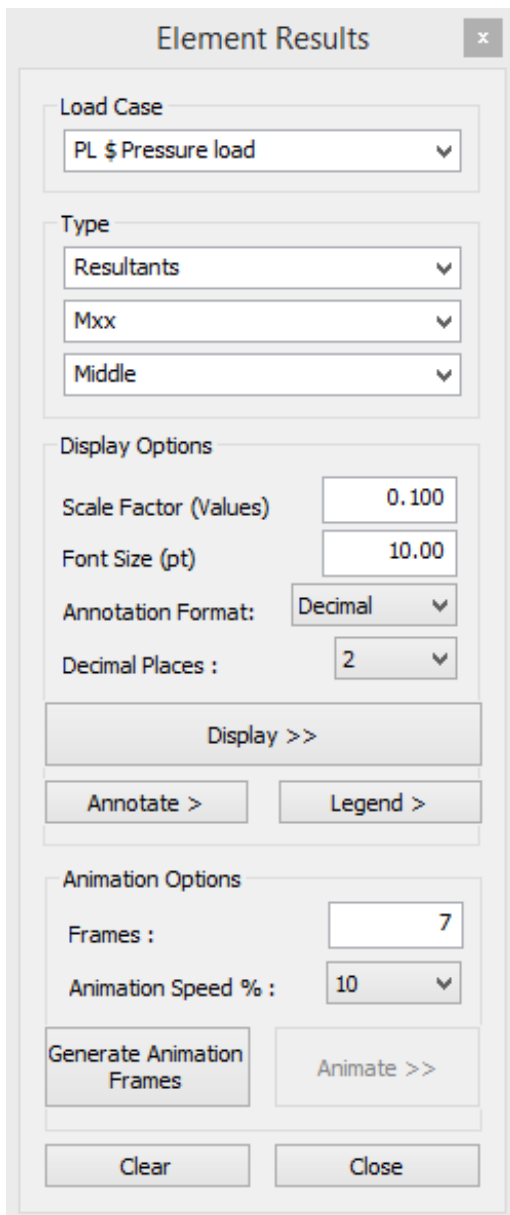 Element Results
x
Load Case
PL $ Pressure load
Type
Resultants
Mxx
Middle
Display Options
Scale Factor (Values) 0.100
Font Size (pt) 10.00
Annotation Format: Decimal
Decimal Places : 2
Display >>
Annotate > Legend >
Animation Options
Frames : 7
Animation Speed % : 10
Generate Animation
Frames
Animate >>
Clear Close